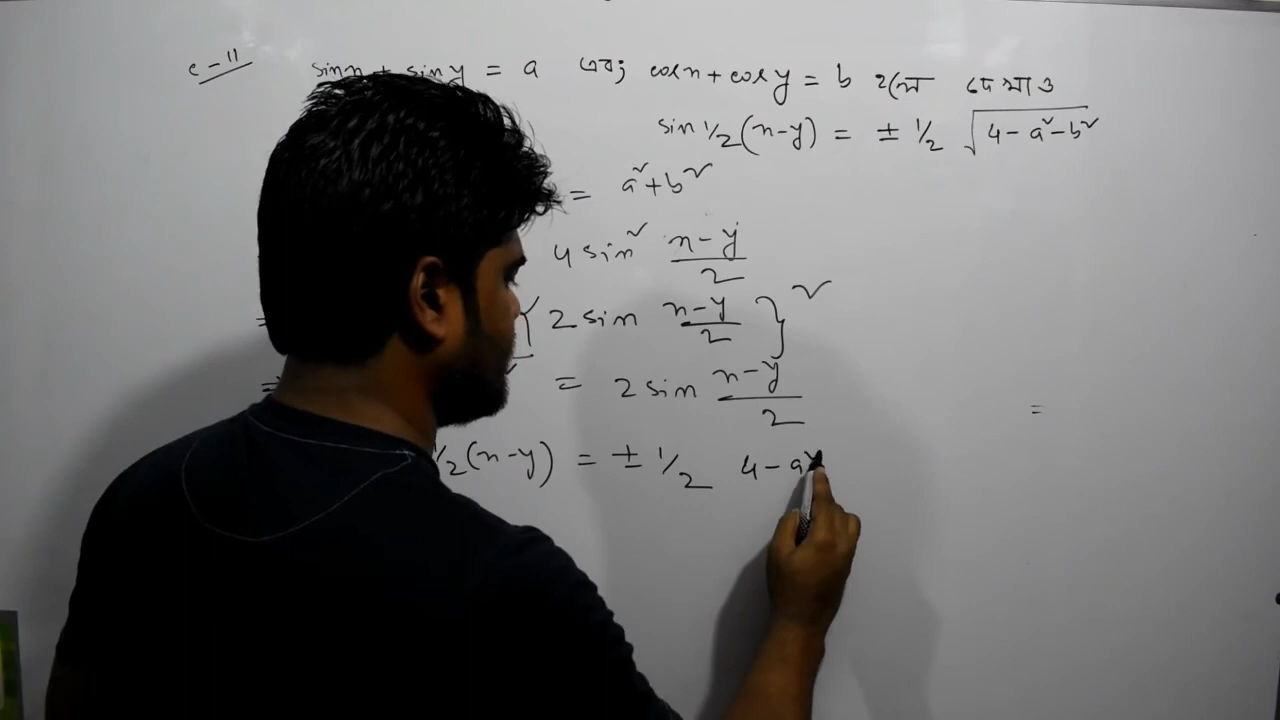 e-11 sinx + siny = a এবং cosx + cosy = b হলে দেখাও
sin ½(x-y) = ± ½ √(4 - a² - b²)
= a² + b²
4 sin² (x-y)/2
{ 2 sin (x-y)/2 }²
⇒ = 2 sin (x-y)/2
½(x-y) = ± ½ 4 - a²
=